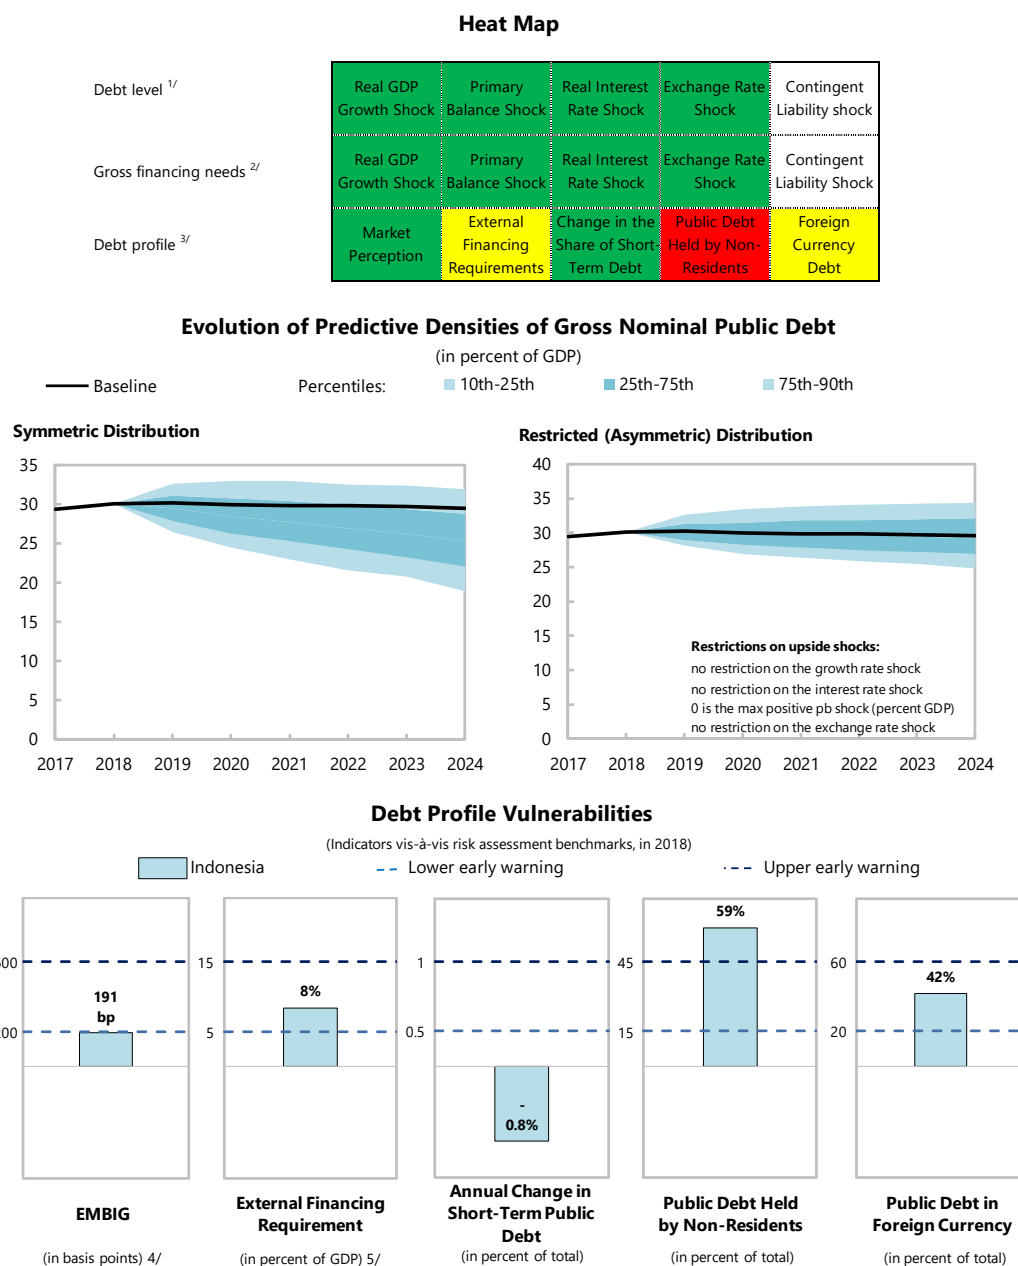 Heat Map
Debt level 1/
Real GDP Growth Shock
Primary Balance Shock
Real Interest Rate Shock
Exchange Rate Shock
Contingent Liability shock
Gross financing needs 2/
Real GDP Growth Shock
Primary Balance Shock
Real Interest Rate Shock
Exchange Rate Shock
Contingent Liability Shock
Debt profile 3/
Market Perception
External Financing Requirements
Change in the Share of Short-Term Debt
Public Debt Held by Non-Residents
Foreign Currency Debt
Evolution of Predictive Densities of Gross Nominal Public Debt
(in percent of GDP)
Baseline
Percentiles:
10th-25th
25th-75th
75th-90th
Symmetric Distribution
35
30
25
20
15
10
5
0
2017 2018 2019 2020 2021 2022 2023 2024
Restricted (Asymmetric) Distribution
40
35
30
25
20
15
10
5
0
Restrictions on upside shocks:
no restriction on the growth rate shock
no restriction on the interest rate shock
0 is the max positive pb shock (percent GDP)
no restriction on the exchange rate shock
2017 2018 2019 2020 2021 2022 2023 2024
Debt Profile Vulnerabilities
(Indicators vis-à-vis risk assessment benchmarks, in 2018)
Indonesia
Lower early warning
Upper early warning
200
191
bp
EMBIG
(in basis points) 4/
15
5
8%
External Financing
Requirement
(in percent of GDP) 5/
1
0.5
-
0.8%
Annual Change in
Short-Term Public
Debt
(in percent of total)
45
15
59%
Public Debt Held
by Non-Residents
(in percent of total)
60
20
42%
Public Debt in
Foreign Currency
(in percent of total)